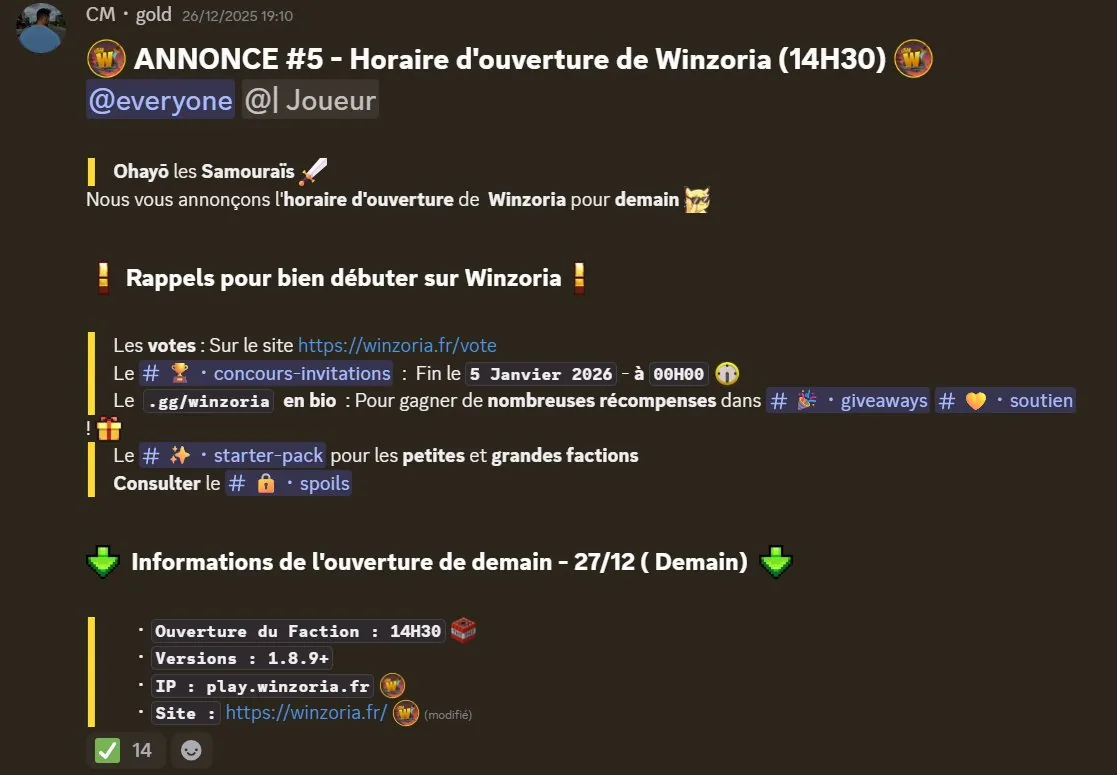 CM · gold 26/12/2025 19:10
ANNONCE #5 - Horaire d'ouverture de Winzoria (14H30)
@everyone @| Joueur
Ohayō les Samouraïs
Nous vous annonçons l'horaire d'ouverture de Winzoria pour demain
Rappels pour bien débuter sur Winzoria
Les votes : Sur le site https://winzoria.fr/vote
Le # · concours-invitations : Fin le 5 Janvier 2026 - à 00H00
Le .gg/winzoria en bio : Pour gagner de nombreuses récompenses dans # · giveaways # · soutien
!
Le # · starter-pack pour les petites et grandes factions
Consulter le # · spoils
Informations de l'ouverture de demain - 27/12 ( Demain)
· Ouverture du Faction : 14H30
· Versions : 1.8.9+
· IP : play.winzoria.fr
· Site : https://winzoria.fr/ (modifié)
14